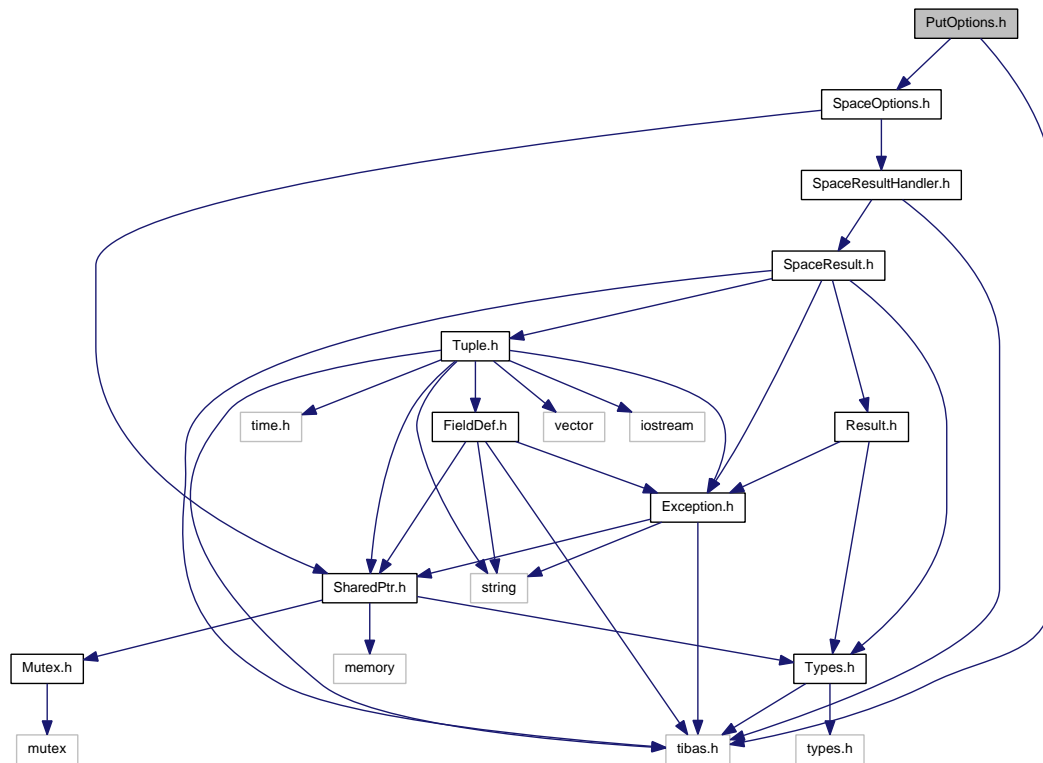 PutOptions.h
SpaceOptions.h
SpaceResultHandler.h
SpaceResult.h
Tuple.h
time.h
FieldDef.h
vector
iostream
Result.h
Exception.h
SharedPtr.h
string
Mutex.h
memory
Types.h
mutex
tibas.h
types.h